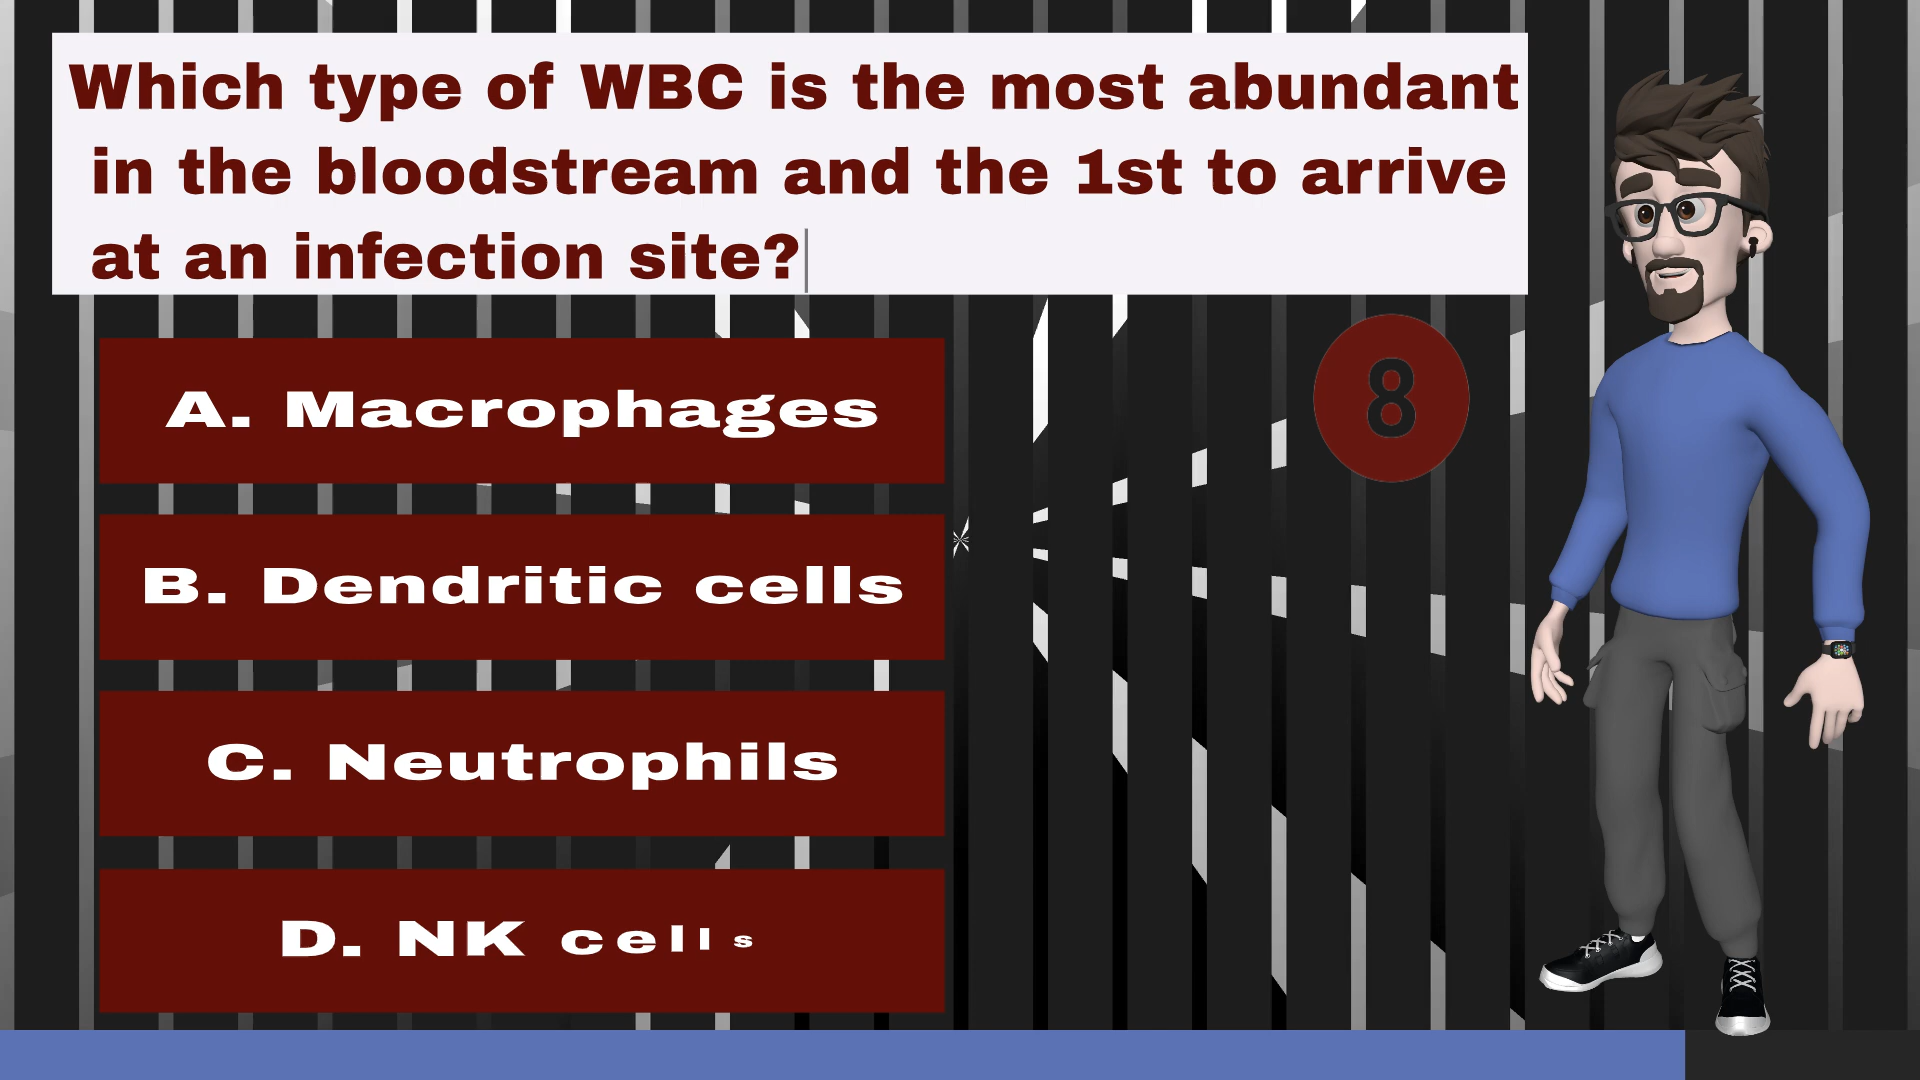 Which type of WBC is the most abundant
in the bloodstream and the 1st to arrive
at an infection site?
8
A. Macrophages
B. Dendritic cells
C. Neutrophils
D. NK cells